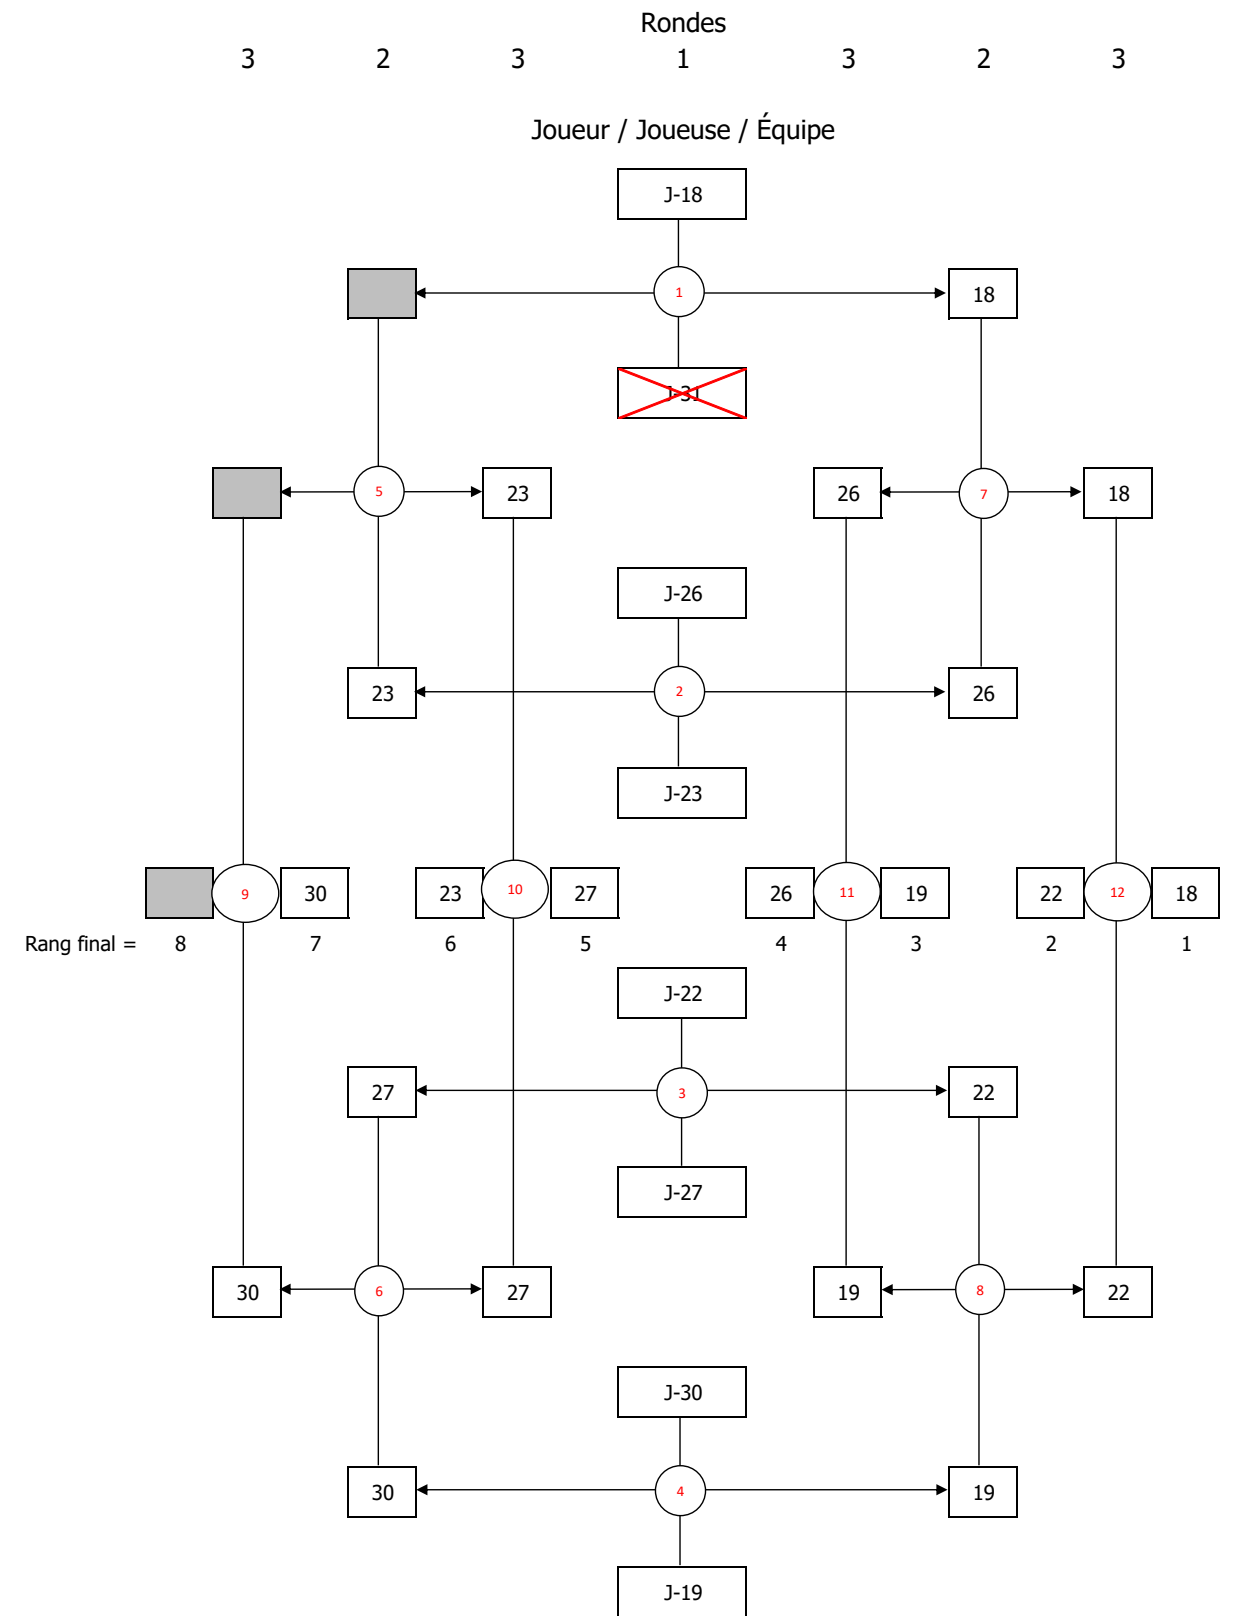 Rondes
3 2 3 1 3 2 3
Joueur / Joueuse / Équipe
J-18
1 18
J-31
5 23 26 7 18
J-26
23 2 26
J-23
9 30 23 10 27 26 11 19 22 12 18
Rang final = 8 7 6 5 4 3 2 1
J-22
27 3 22
J-27
30 6 27 19 8 22
J-30
30 4 19
J-19